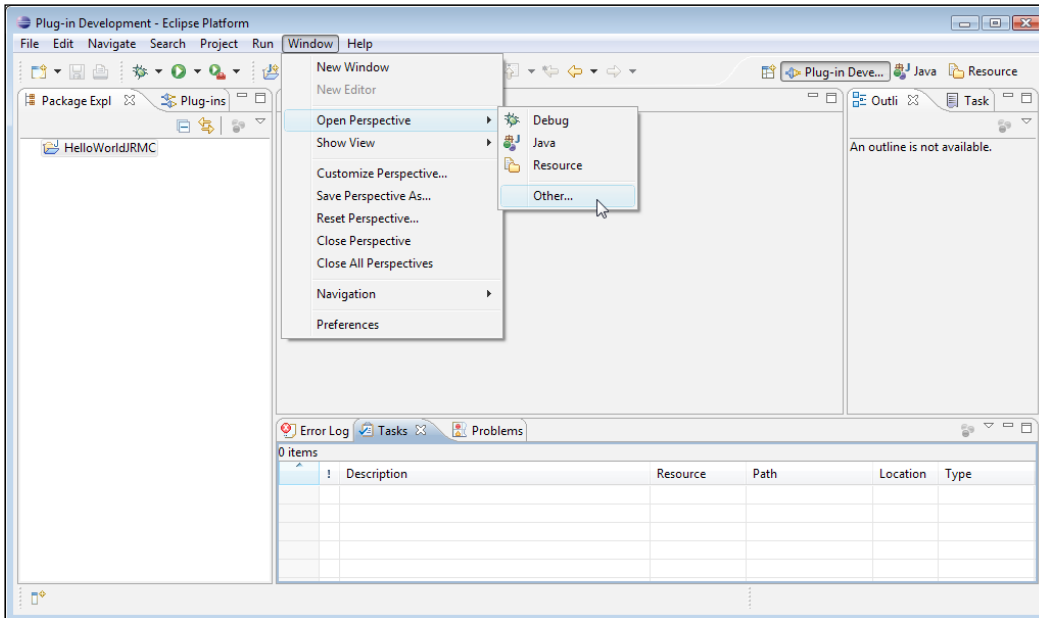 Plug-in Development - Eclipse Platform
File Edit Navigate Search Project Run Window Help
Plug-in Deve... Java Resource
Package Expl Plug-ins
HelloWorldJRMC
New Window
New Editor
Open Perspective
Show View
Customize Perspective...
Save Perspective As...
Reset Perspective...
Close Perspective
Close All Perspectives
Navigation
Preferences
Debug
Java
Resource
Other...
Outli Task
An outline is not available.
Error Log Tasks Problems
0 items
! Description Resource Path Location Type